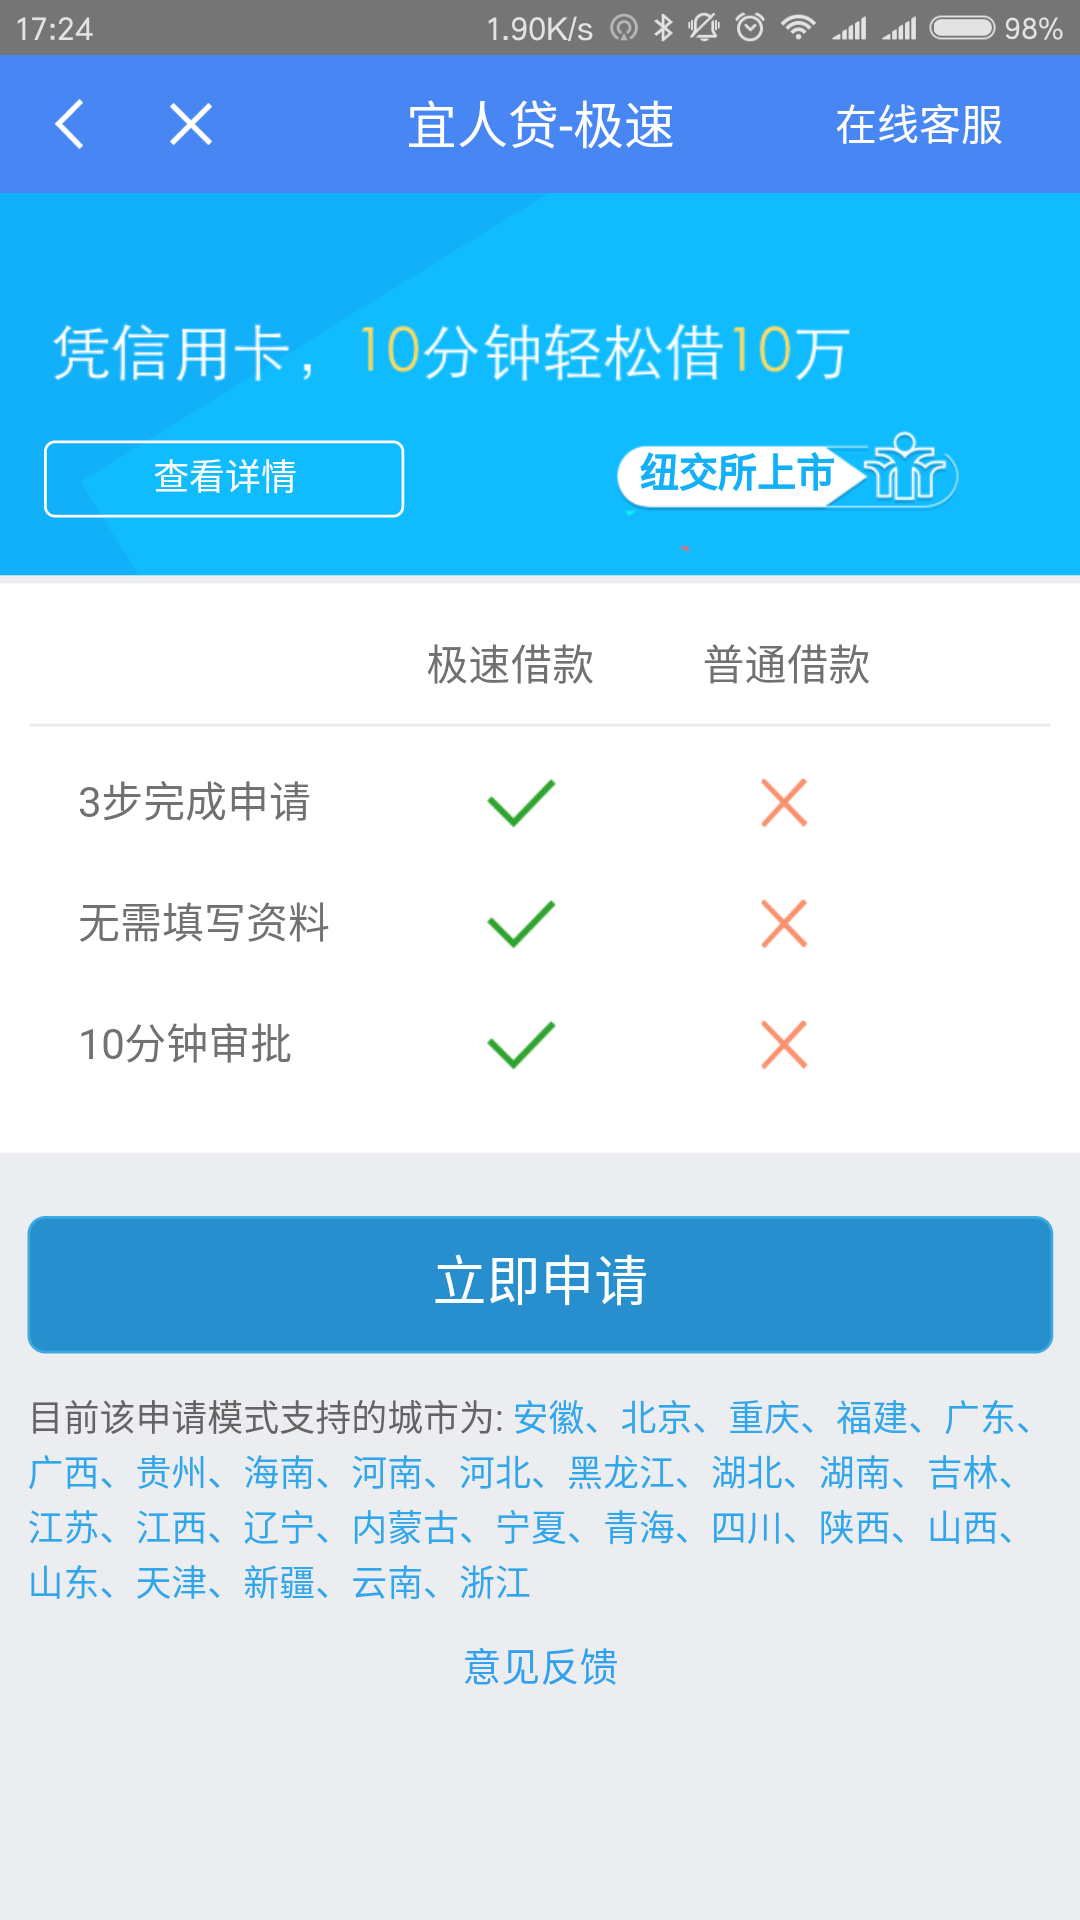 17:24 1.90K/s 98%
宜人贷-极速 在线客服
凭信用卡，10分钟轻松借10万
查看详情 纽交所上市
极速借款 普通借款
3步完成申请
无需填写资料
10分钟审批
立即申请
目前该申请模式支持的城市为: 安徽、北京、重庆、福建、广东、
广西、贵州、海南、河南、河北、黑龙江、湖北、湖南、吉林、
江苏、江西、辽宁、内蒙古、宁夏、青海、四川、陕西、山西、
山东、天津、新疆、云南、浙江
意见反馈